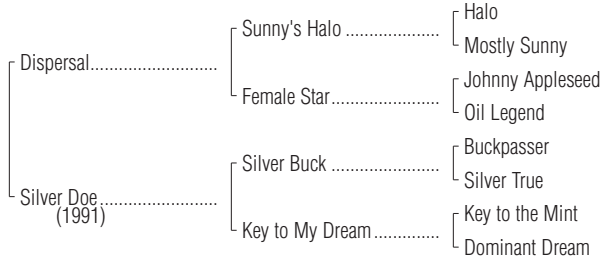 Halo
Sunny's Halo ....................
Mostly Sunny
Dispersal...........................
Johnny Appleseed
Female Star.......................
Oil Legend
Buckpasser
Silver Buck .......................
Silver True
Silver Doe.........................
(1991)
Key to the Mint
Key to My Dream..............
Dominant Dream